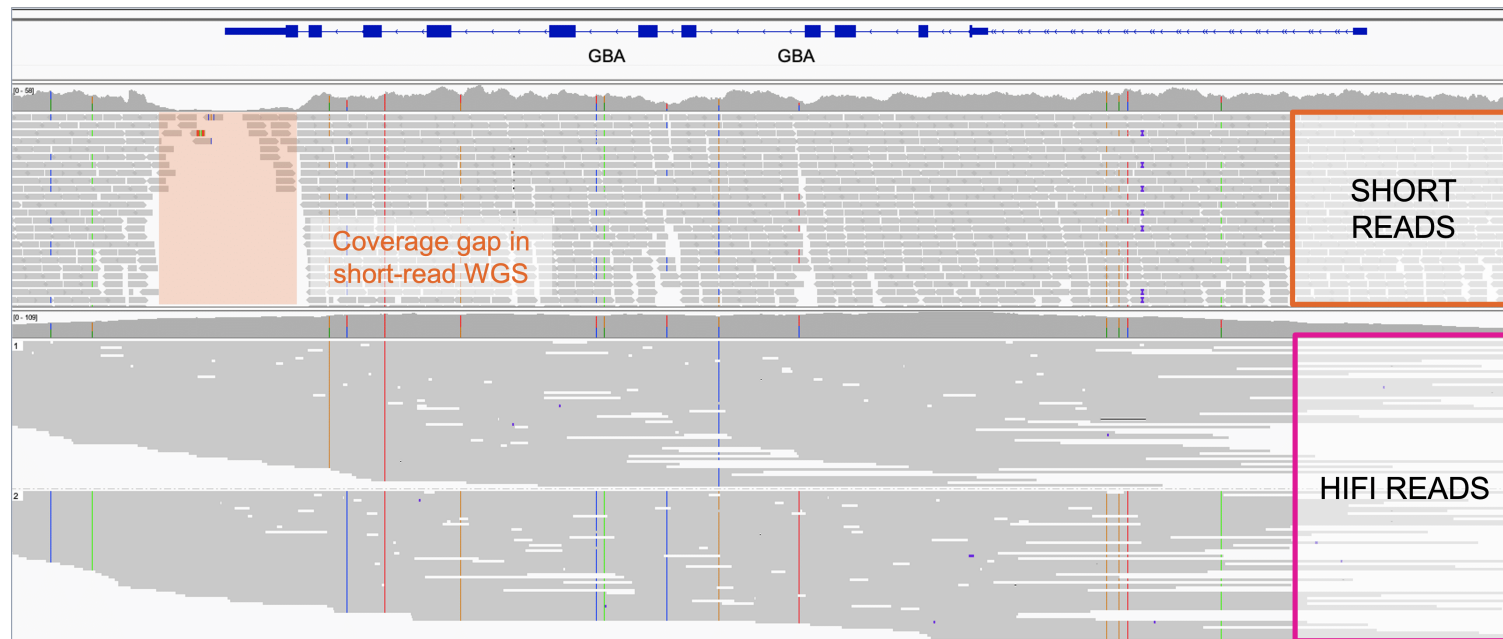 GBA GBA
[0 - 58]
SHORT
READS
Coverage gap in
short-read WGS
[0 - 109]
1
2
HIFI READS